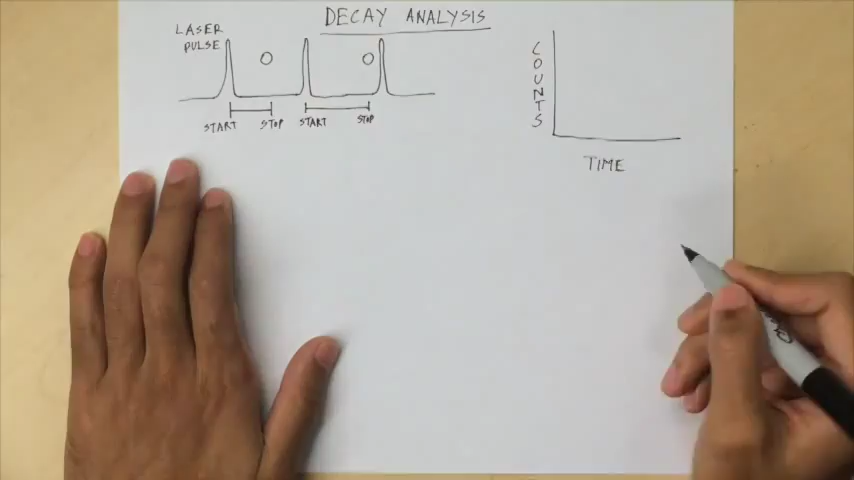 DECAY ANALYSIS
LASER
PULSE
START STOP START STOP
COUNTS
TIME